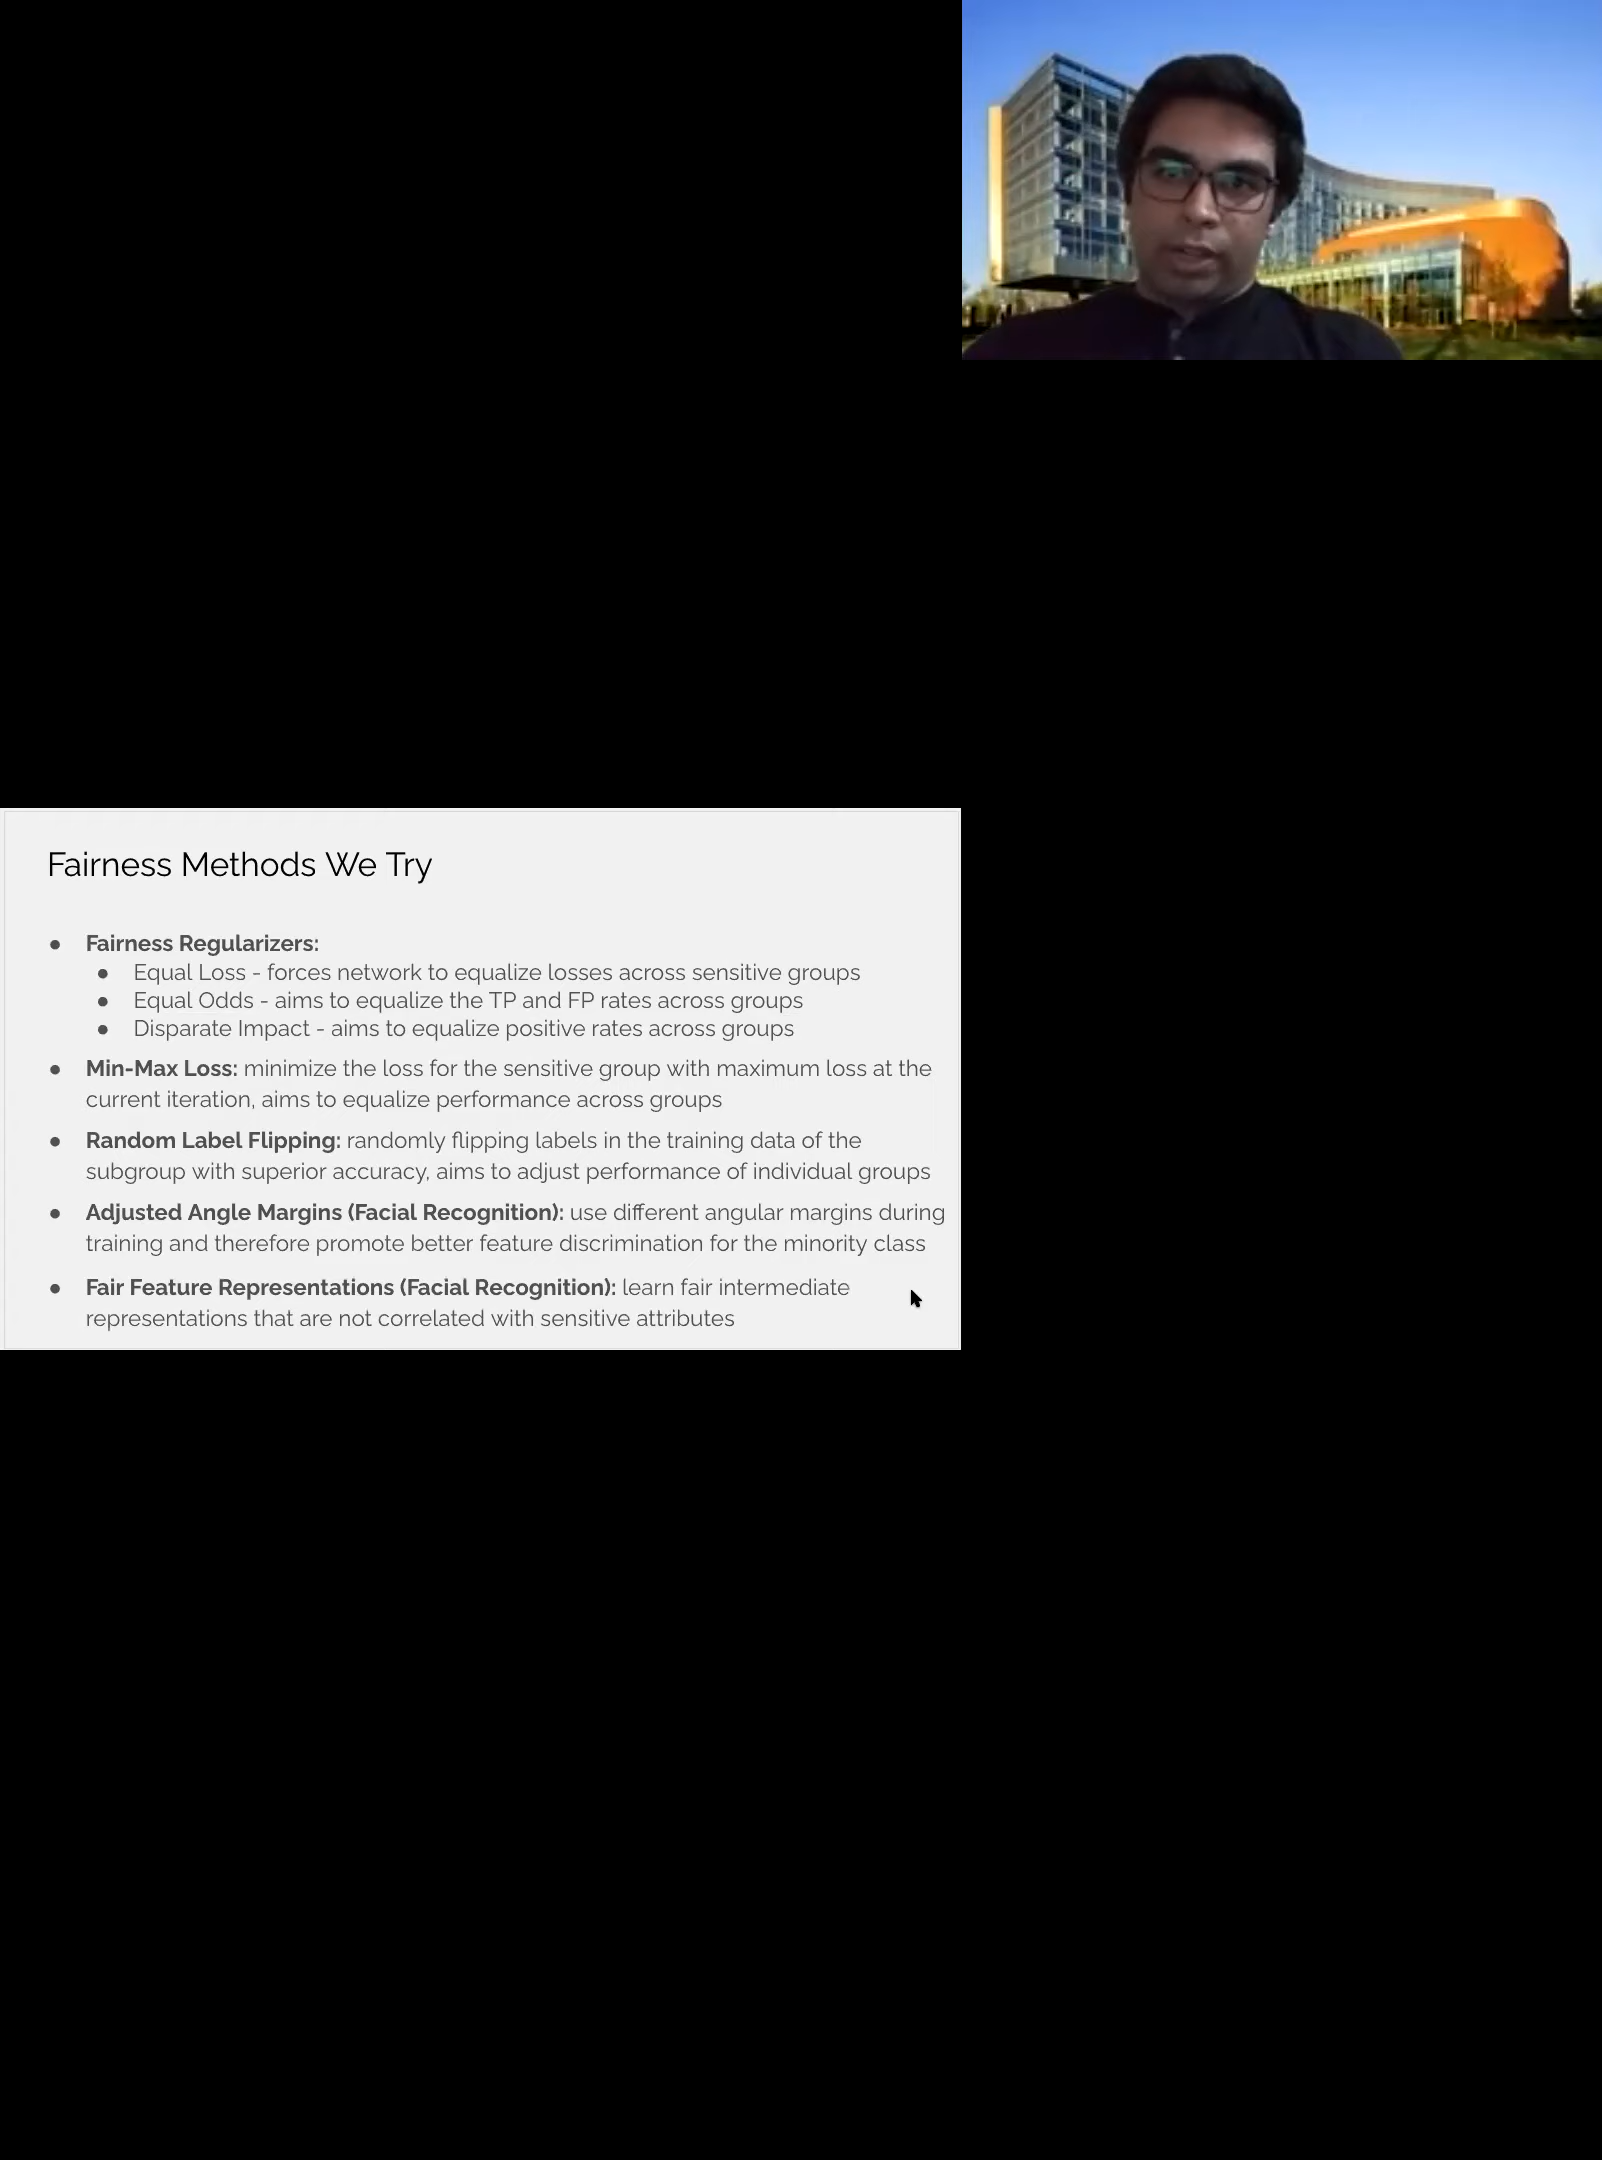 Fairness Methods We Try
● Fairness Regularizers:
● Equal Loss - forces network to equalize losses across sensitive groups
● Equal Odds - aims to equalize the TP and FP rates across groups
● Disparate Impact - aims to equalize positive rates across groups
● Min-Max Loss: minimize the loss for the sensitive group with maximum loss at the
current iteration, aims to equalize performance across groups
● Random Label Flipping: randomly flipping labels in the training data of the
subgroup with superior accuracy, aims to adjust performance of individual groups
● Adjusted Angle Margins (Facial Recognition): use different angular margins during
training and therefore promote better feature discrimination for the minority class
● Fair Feature Representations (Facial Recognition): learn fair intermediate
representations that are not correlated with sensitive attributes